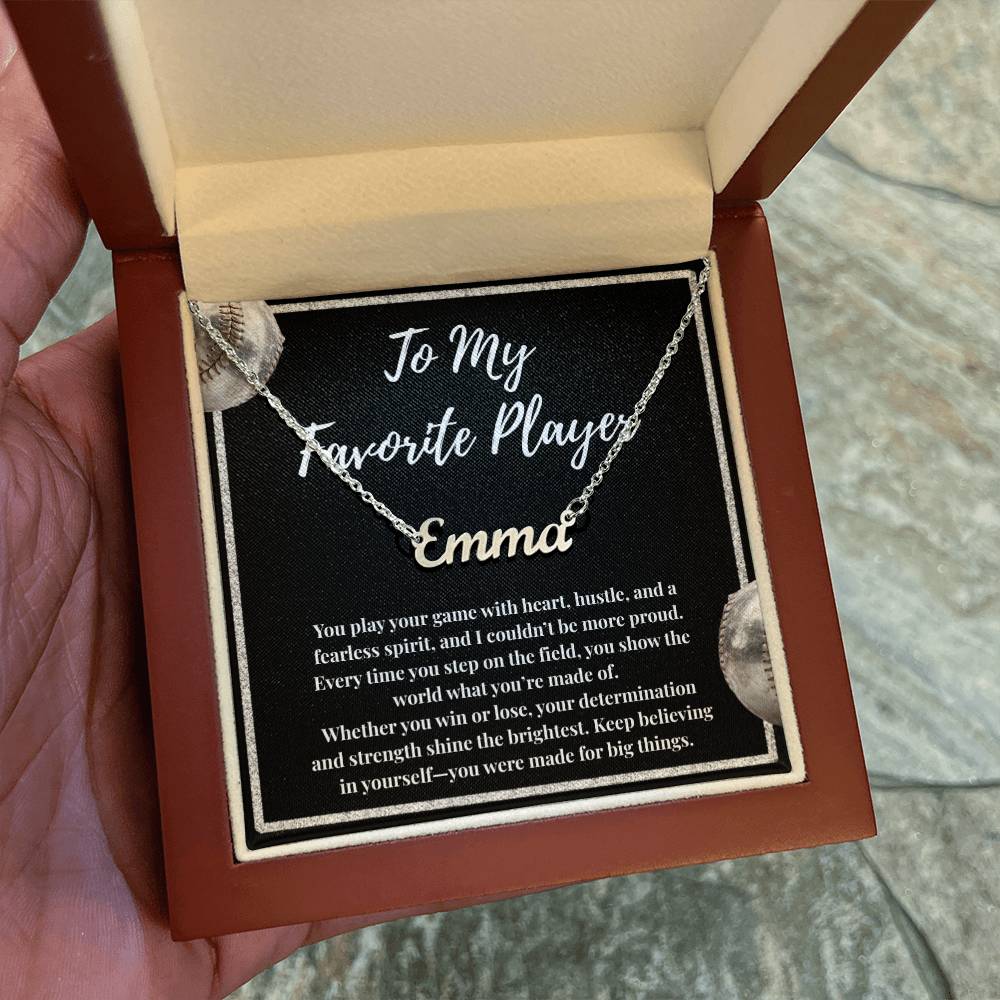 To My
Favorite Player
Emma
You play your game with heart, hustle, and a
fearless spirit, and I couldn't be more proud.
Every time you step on the field, you show the
world what you're made of.
Whether you win or lose, your determination
and strength shine the brightest. Keep believing
in yourself—you were made for big things.